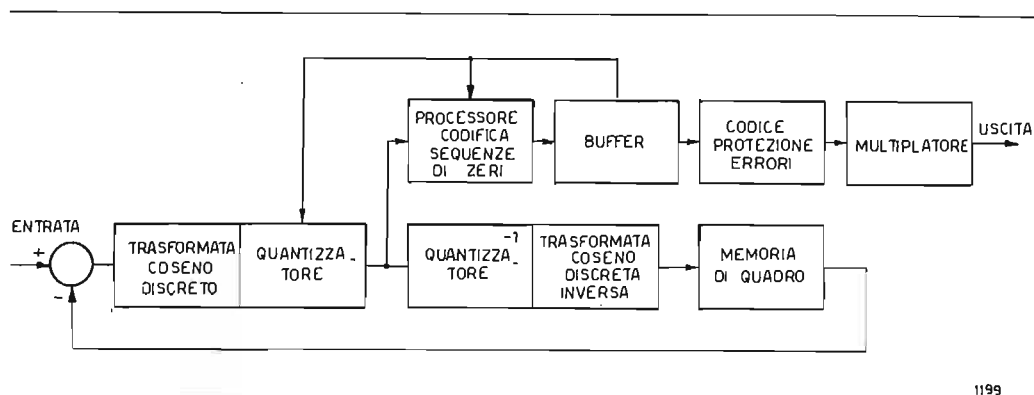 PROCESSORE
CODIFICA
SEQUENZE
DI ZERI
BUFFER
CODICE
PROTEZIONE
ERRORI
MULTIPLATORE
USCITA
ENTRATA
+
-
TRASFORMATA
COSENO
DISCRETO
QUANTIZZA_
TORE
QUANTIZZA_
TORE
-1
TRASFORMATA
COSENO
DISCRETA
INVERSA
MEMORIA
DI QUADRO
1199